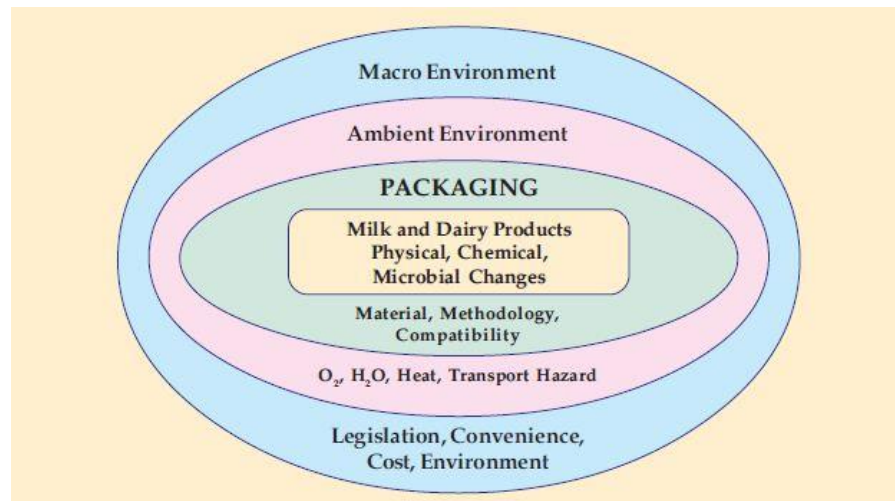 Macro Environment
Ambient Environment
PACKAGING
Milk and Dairy Products
Physical, Chemical,
Microbial Changes
Material, Methodology,
Compatibility
O₂, H₂O, Heat, Transport Hazard
Legislation, Convenience,
Cost, Environment